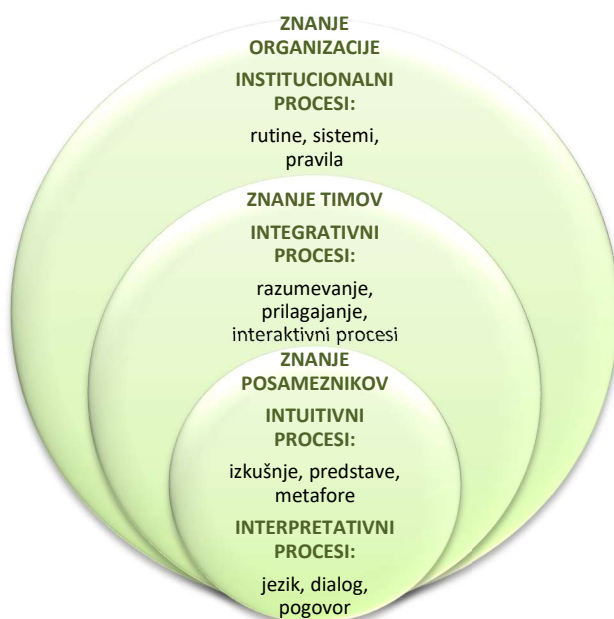 ZNANJE
ORGANIZACIJE
INSTITUCIONALNI
PROCESI:
rutine, sistemi,
pravila
ZNANJE TIMOV
INTEGRATIVNI
PROCESI:
razumevanje,
prilagajanje,
interaktivni procesi
ZNANJE
POSAMEZNIKOV
INTUITIVNI
PROCESI:
izkušnje, predstave,
metafore
INTERPRETATIVNI
PROCESI:
jezik, dialog,
pogovor